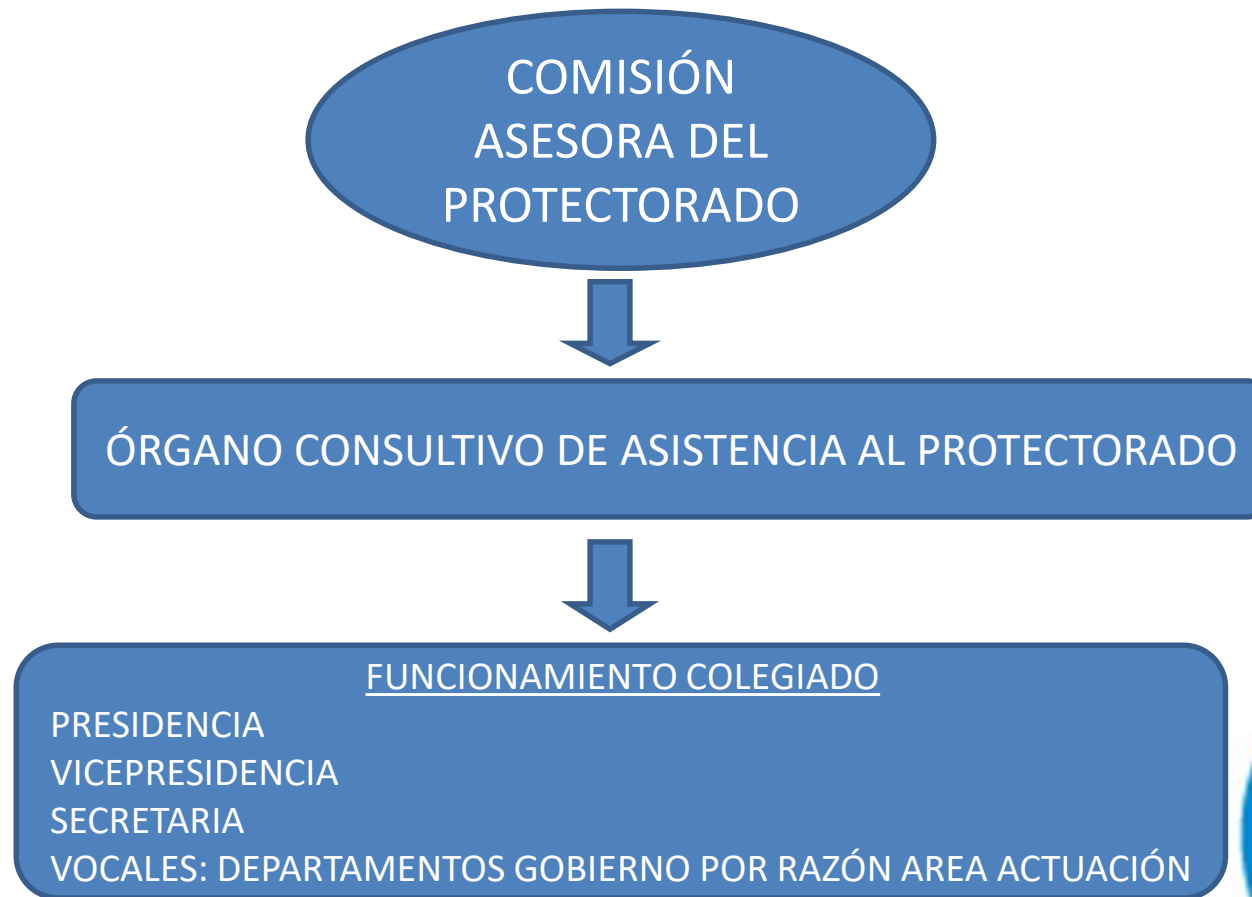 COMISIÓN
ASESORA DEL
PROTECTORADO
ÓRGANO CONSULTIVO DE ASISTENCIA AL PROTECTORADO
FUNCIONAMIENTO COLEGIADO
PRESIDENCIA
VICEPRESIDENCIA
SECRETARIA
VOCALES: DEPARTAMENTOS GOBIERNO POR RAZÓN AREA ACTUACIÓN